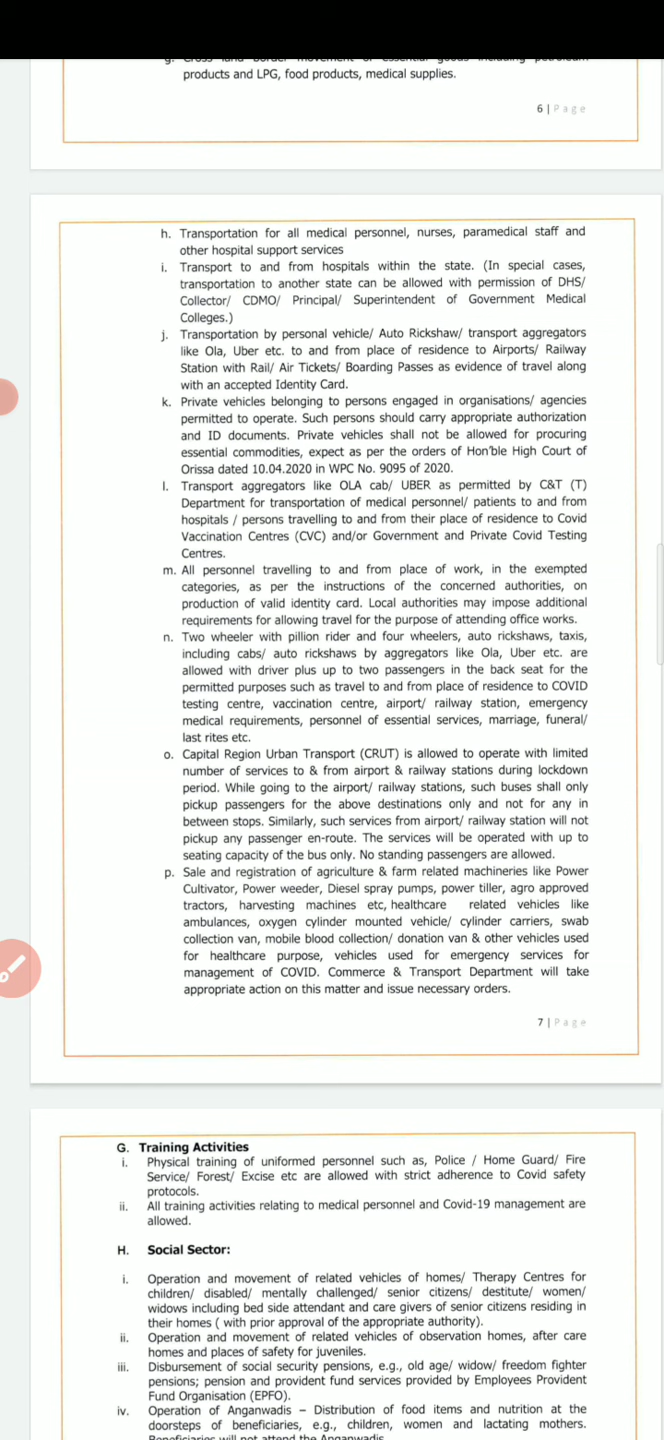 products and LPG, food products, medical supplies.
6 | Page
h. Transportation for all medical personnel, nurses, paramedical staff and
other hospital support services
i. Transport to and from hospitals within the state. (In special cases,
transportation to another state can be allowed with permission of DHS/
Collector/ CDMO/ Principal/ Superintendent of Government Medical
Colleges.)
j. Transportation by personal vehicle/ Auto Rickshaw/ transport aggregators
like Ola, Uber etc. to and from place of residence to Airports/ Railway
Station with Rail/ Air Tickets/ Boarding Passes as evidence of travel along
with an accepted Identity Card.
k. Private vehicles belonging to persons engaged in organisations/ agencies
permitted to operate. Such persons should carry appropriate authorization
and ID documents. Private vehicles shall not be allowed for procuring
essential commodities, expect as per the orders of Hon'ble High Court of
Orissa dated 10.04.2020 in WPC No. 9095 of 2020.
l. Transport aggregators like OLA cab/ UBER as permitted by C&T (T)
Department for transportation of medical personnel/ patients to and from
hospitals / persons travelling to and from their place of residence to Covid
Vaccination Centres (CVC) and/or Government and Private Covid Testing
Centres.
m. All personnel travelling to and from place of work, in the exempted
categories, as per the instructions of the concerned authorities, on
production of valid identity card. Local authorities may impose additional
requirements for allowing travel for the purpose of attending office works.
n. Two wheeler with pillion rider and four wheelers, auto rickshaws, taxis,
including cabs/ auto rickshaws by aggregators like Ola, Uber etc. are
allowed with driver plus up to two passengers in the back seat for the
permitted purposes such as travel to and from place of residence to COVID
testing centre, vaccination centre, airport/ railway station, emergency
medical requirements, personnel of essential services, marriage, funeral/
last rites etc.
o. Capital Region Urban Transport (CRUT) is allowed to operate with limited
number of services to & from airport & railway stations during lockdown
period. While going to the airport/ railway stations, such buses shall only
pickup passengers for the above destinations only and not for any in
between stops. Similarly, such services from airport/ railway station will not
pickup any passenger en-route. The services will be operated with up to
seating capacity of the bus only. No standing passengers are allowed.
p. Sale and registration of agriculture & farm related machineries like Power
Cultivator, Power weeder, Diesel spray pumps, power tiller, agro approved
tractors, harvesting machines etc, healthcare related vehicles like
ambulances, oxygen cylinder mounted vehicle/ cylinder carriers, swab
collection van, mobile blood collection/ donation van & other vehicles used
for healthcare purpose, vehicles used for emergency services for
management of COVID. Commerce & Transport Department will take
appropriate action on this matter and issue necessary orders.
7 | Page
G. Training Activities
i. Physical training of uniformed personnel such as, Police / Home Guard/ Fire
Service/ Forest/ Excise etc are allowed with strict adherence to Covid safety
protocols.
ii. All training activities relating to medical personnel and Covid-19 management are
allowed.
H. Social Sector:
i. Operation and movement of related vehicles of homes/ Therapy Centres for
children/ disabled/ mentally challenged/ senior citizens/ destitute/ women/
widows including bed side attendant and care givers of senior citizens residing in
their homes ( with prior approval of the appropriate authority).
ii. Operation and movement of related vehicles of observation homes, after care
homes and places of safety for juveniles.
iii. Disbursement of social security pensions, e.g., old age/ widow/ freedom fighter
pensions; pension and provident fund services provided by Employees Provident
Fund Organisation (EPFO).
iv. Operation of Anganwadis – Distribution of food items and nutrition at the
doorsteps of beneficiaries, e.g., children, women and lactating mothers.